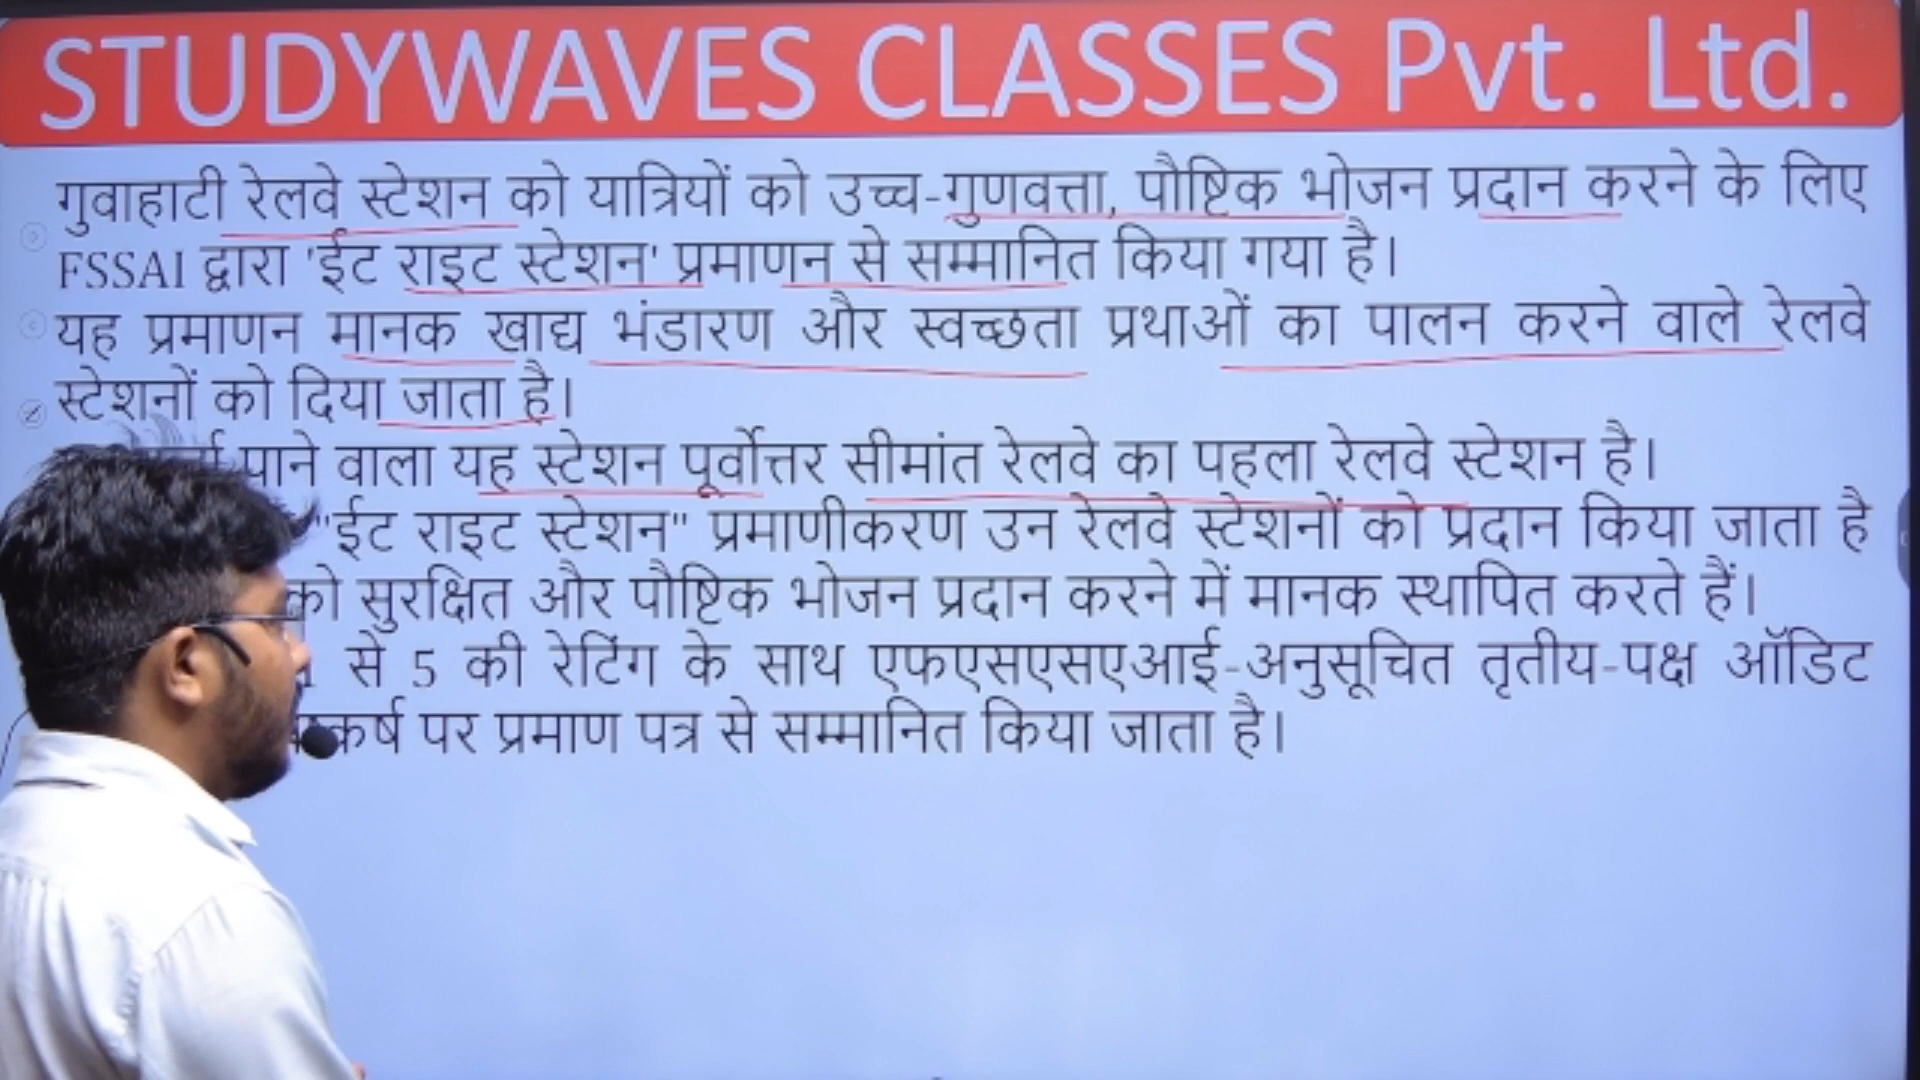 STUDYWAVES CLASSES Pvt. Ltd.
गुवाहाटी रेलवे स्टेशन को यात्रियों को उच्च-गुणवत्ता, पौष्टिक भोजन प्रदान करने के लिए
FSSAI द्वारा 'ईट राइट स्टेशन' प्रमाणन से सम्मानित किया गया है।
यह प्रमाणन मानक खाद्य भंडारण और स्वच्छता प्रथाओं का पालन करने वाले रेलवे
स्टेशनों को दिया जाता है।
पाने वाला यह स्टेशन पूर्वोत्तर सीमांत रेलवे का पहला रेलवे स्टेशन है।
"ईट राइट स्टेशन" प्रमाणीकरण उन रेलवे स्टेशनों को प्रदान किया जाता है
को सुरक्षित और पौष्टिक भोजन प्रदान करने में मानक स्थापित करते हैं।
से 5 की रेटिंग के साथ एफएसएसएआई-अनुसूचित तृतीय-पक्ष ऑडिट
पर प्रमाण पत्र से सम्मानित किया जाता है।